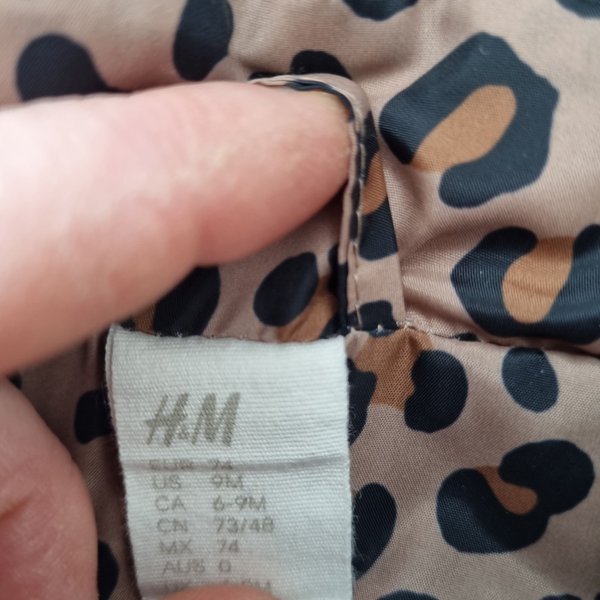 H&M
EUR 74
US 9M
CA 6-9M
CN 73/48
MX 74
AUS 0